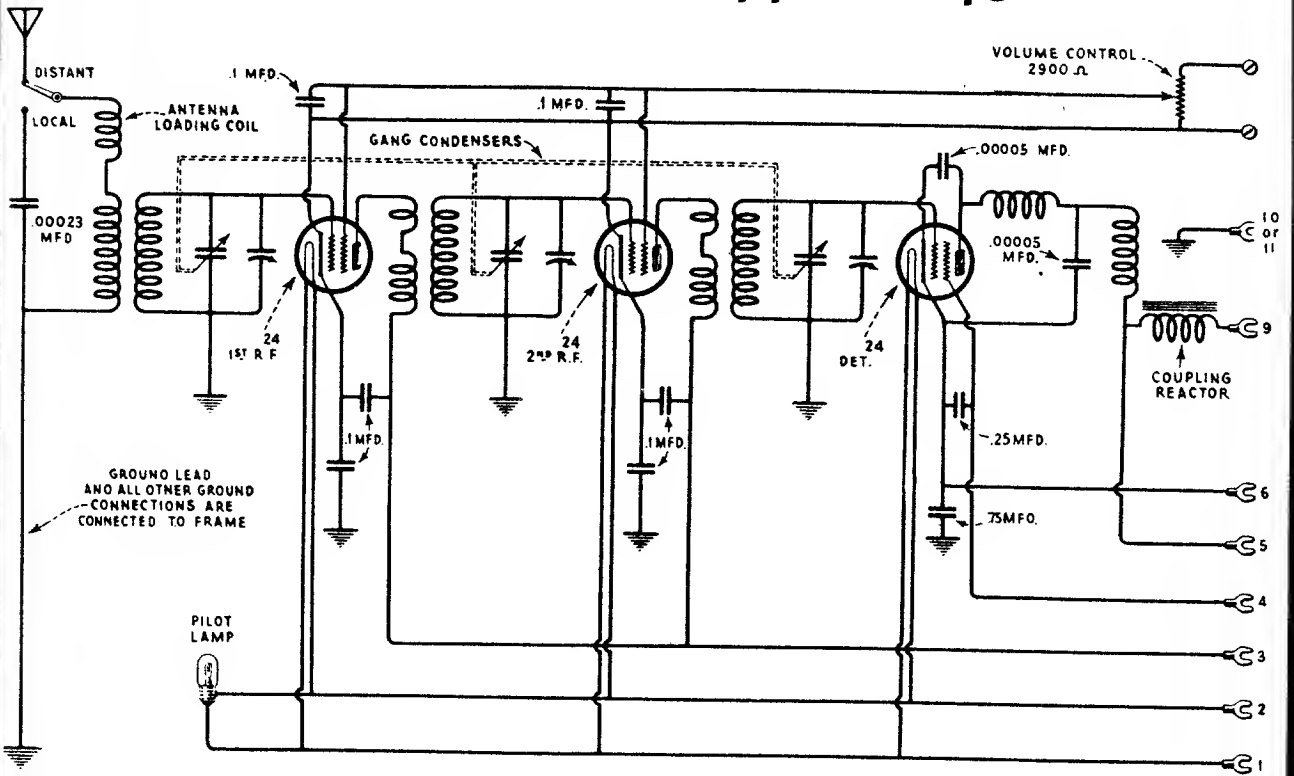 DISTANT
LOCAL
ANTENNA
LOADING COIL
.1 MFD.
.1 MFD.
VOLUME CONTROL
2900 Ω
GANG CONDENSERS
.00005 MFD.
.00023
MFD
.00005
MFD.
10
or
11
24
1ST R.F
24
2ND R.F.
24
DET.
9
COUPLING
REACTOR
.1MFD.
.1MFD.
.25MFD.
GROUND LEAD
AND ALL OTHER GROUND
CONNECTIONS ARE
CONNECTED TO FRAME
6
.75MFD.
5
4
PILOT
LAMP
3
2
1